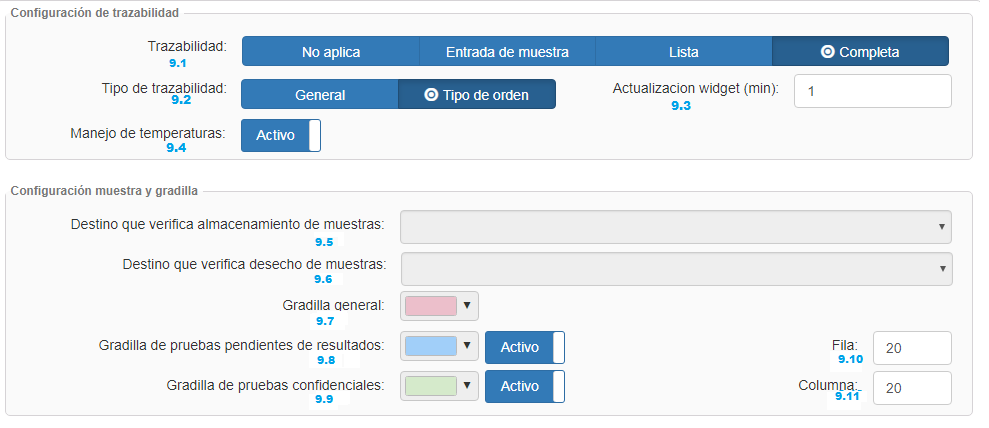 Configuración de trazabilidad
Trazabilidad: No aplica Entrada de muestra Lista Completa
9.1
Tipo de trazabilidad: General Tipo de orden Actualizacion widget (min): 1
9.2 9.3
Manejo de temperaturas: Activo
9.4
Configuración muestra y gradilla
Destino que verifica almacenamiento de muestras:
9.5
Destino que verifica desecho de muestras:
9.6
Gradilla general:
9.7
Gradilla de pruebas pendientes de resultados: Activo Fila: 20
9.8 9.10
Gradilla de pruebas confidenciales: Activo Columna: 20
9.9 9.11